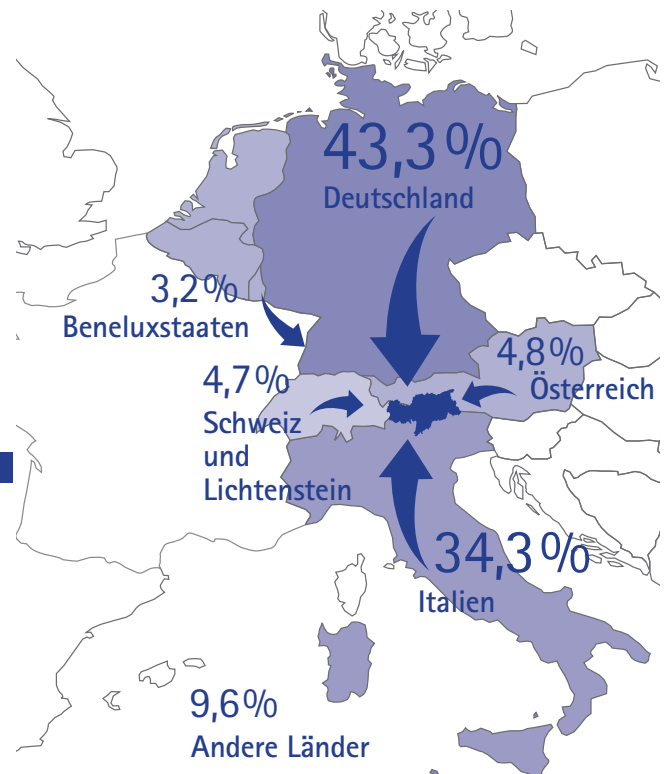 43,3 %
Deutschland
3,2%
Beneluxstaaten
4,8%
Österreich
4,7%
Schweiz
und
Liechtenstein
34,3%
Italien
9,6%
Andere Länder